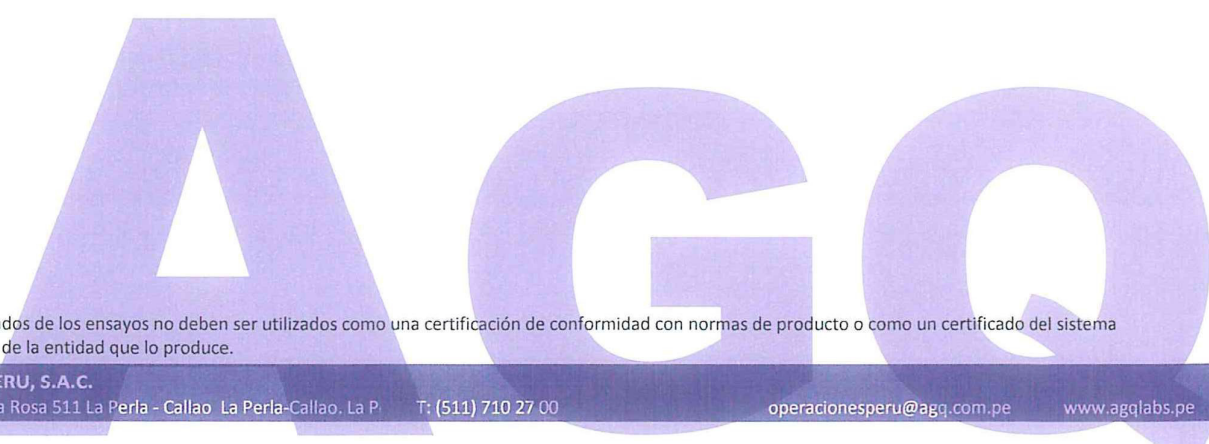 AGQ
dos de los ensayos no deben ser utilizados como una certificación de conformidad con normas de producto o como un certificado del sistema
de la entidad que lo produce.
ERU, S.A.C.
a Rosa 511 La Perla - Callao La Perla-Callao. La P T: (511) 710 27 00 operacionesperu@agq.com.pe www.agqlabs.pe